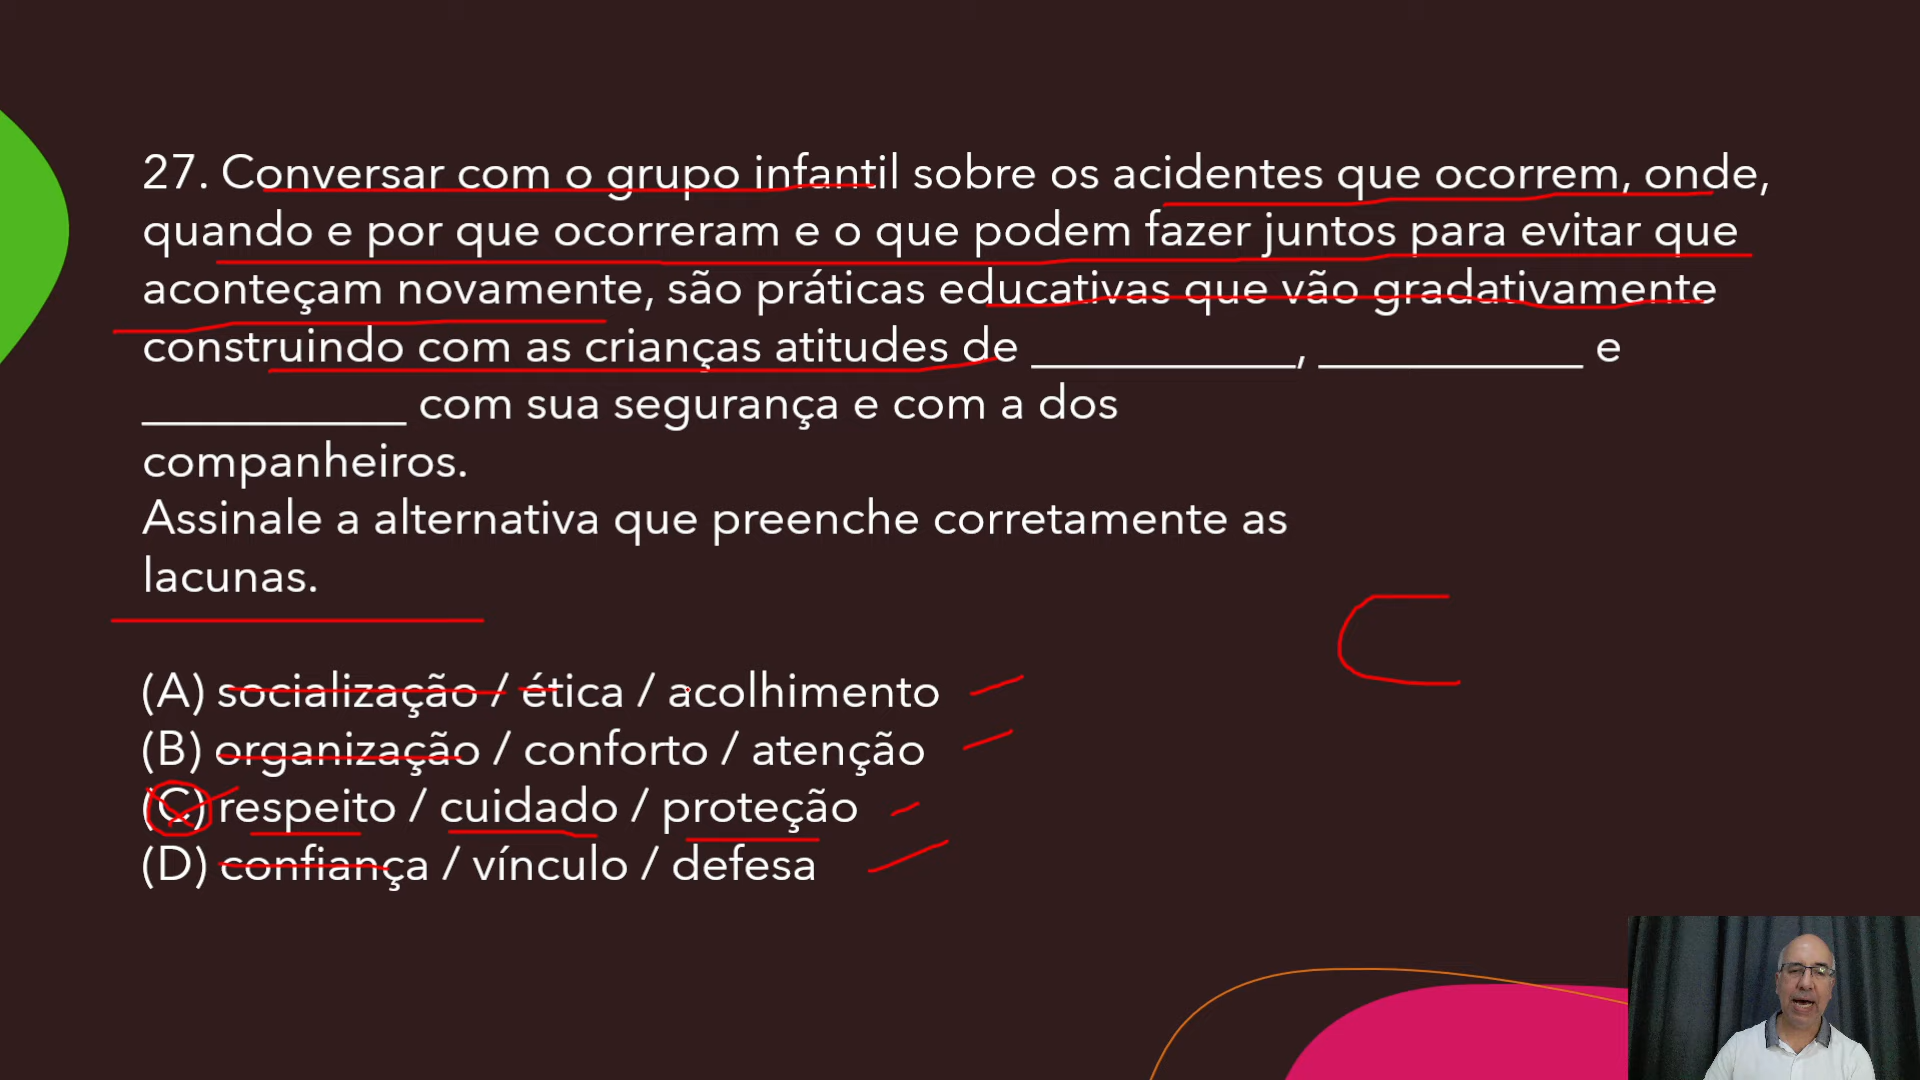 27. Conversar com o grupo infantil sobre os acidentes que ocorrem, onde,
quando e por que ocorreram e o que podem fazer juntos para evitar que
aconteçam novamente, são práticas educativas que vão gradativamente
construindo com as crianças atitudes de ___________, ___________ e
___________ com sua segurança e com a dos
companheiros.
Assinale a alternativa que preenche corretamente as
lacunas.
C
(A) socialização / ética / acolhimento
(B) organização / conforto / atenção
(C) respeito / cuidado / proteção
(D) confiança / vínculo / defesa